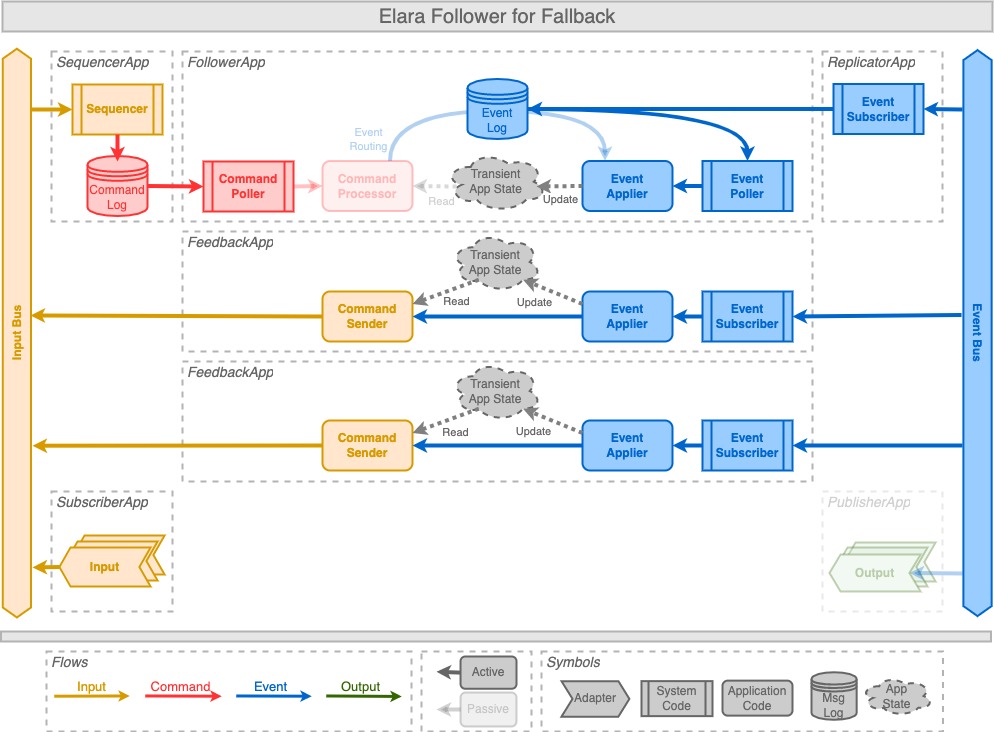 Elara Follower for Fallback
SequencerApp
FollowerApp
ReplicatorApp
Sequencer
Command
Log
Command
Poller
Event
Routing
Command
Processor
Event
Log
Transient
App State
Read
Update
Event
Applier
Event
Poller
Event
Subscriber
FeedbackApp
Transient
App State
Read
Update
Command
Sender
Event
Applier
Event
Subscriber
Input Bus
Event Bus
FeedbackApp
Transient
App State
Read
Update
Command
Sender
Event
Applier
Event
Subscriber
SubscriberApp
Input
PublisherApp
Output
Flows
Input
Command
Event
Output
Active
Passive
Symbols
Adapter
System
Code
Application
Code
Msg
Log
App
State